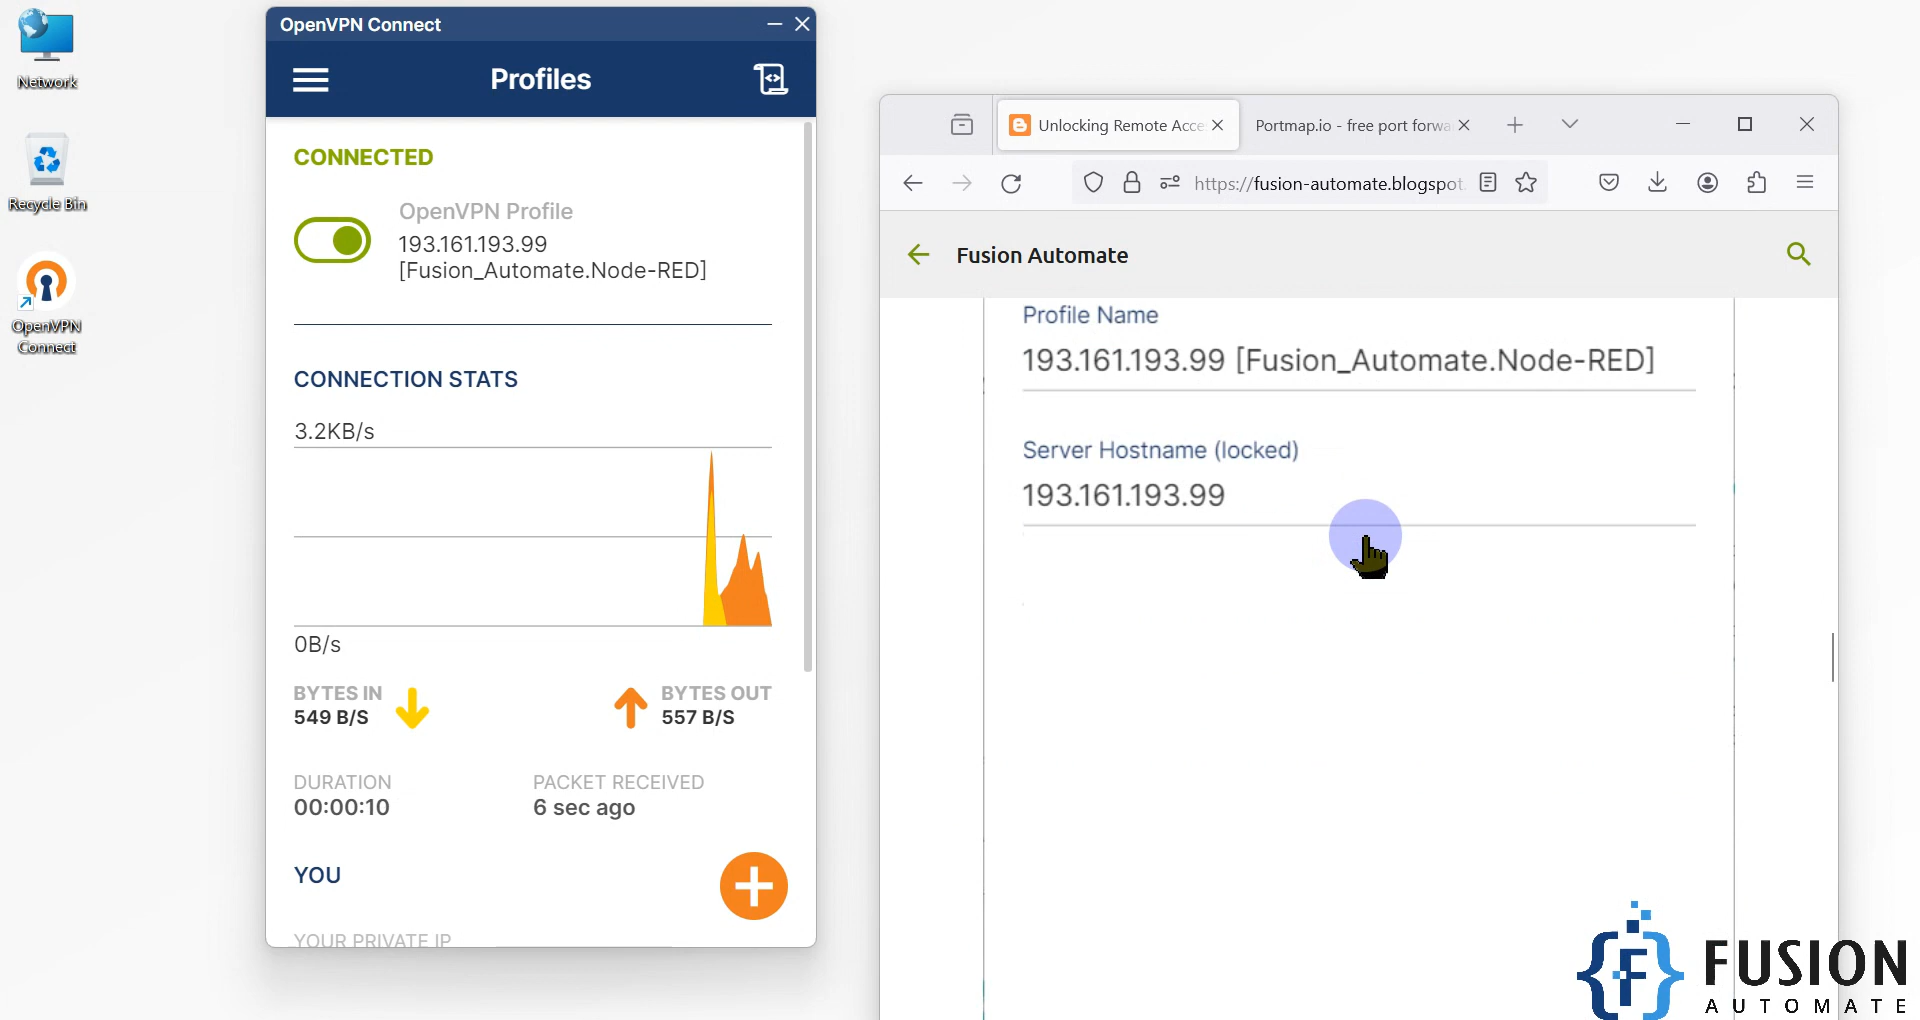 Network
Recycle Bin
OpenVPN
Connect
OpenVPN Connect
Profiles
CONNECTED
OpenVPN Profile
193.161.193.99
[Fusion_Automate.Node-RED]
CONNECTION STATS
3.2KB/s
0B/s
BYTES IN
549 B/S
BYTES OUT
557 B/S
DURATION
00:00:10
PACKET RECEIVED
6 sec ago
YOU
YOUR PRIVATE IP
Unlocking Remote Acce
Portmap.io - free port forwa
https://fusion-automate.blogspot.
Fusion Automate
Profile Name
193.161.193.99 [Fusion_Automate.Node-RED]
Server Hostname (locked)
193.161.193.99
FUSION
AUTOMATE